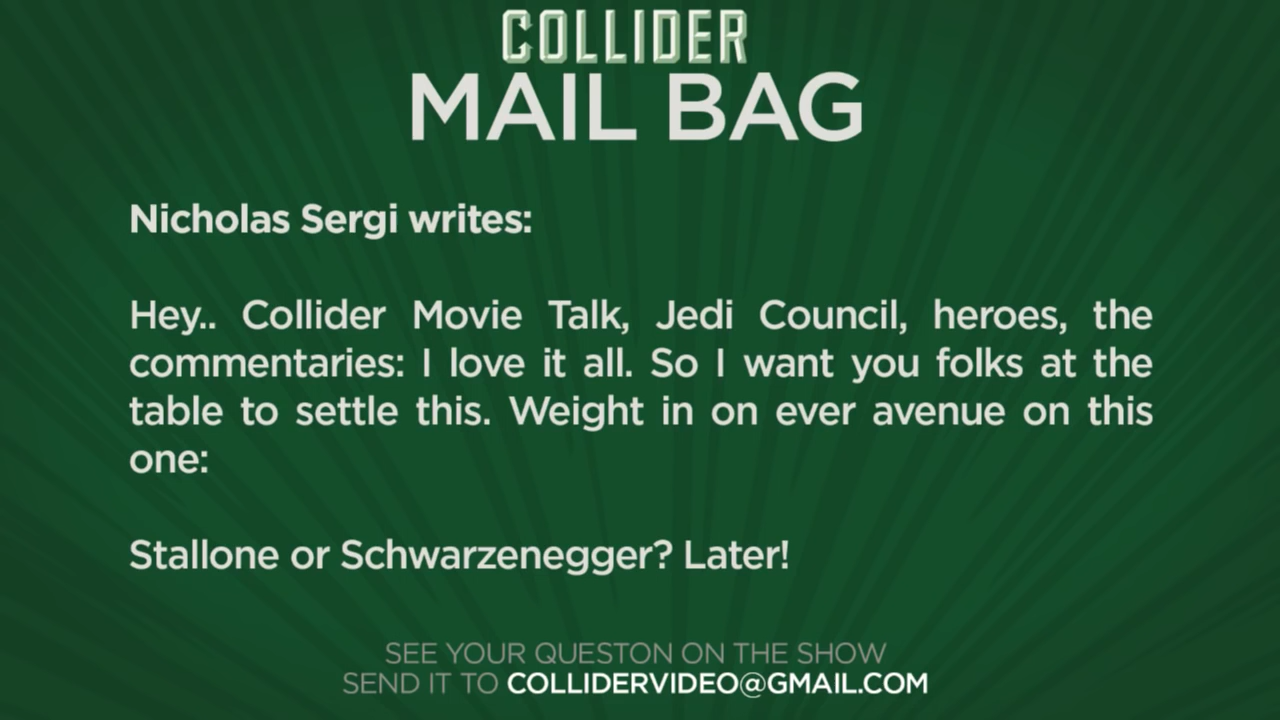 COLLIDER
MAIL BAG
Nicholas Sergi writes:
Hey.. Collider Movie Talk, Jedi Council, heroes, the
commentaries: I love it all. So I want you folks at the
table to settle this. Weight in on ever avenue on this
one:
Stallone or Schwarzenegger? Later!
SEE YOUR QUESTON ON THE SHOW
SEND IT TO COLLIDERVIDEO@GMAIL.COM